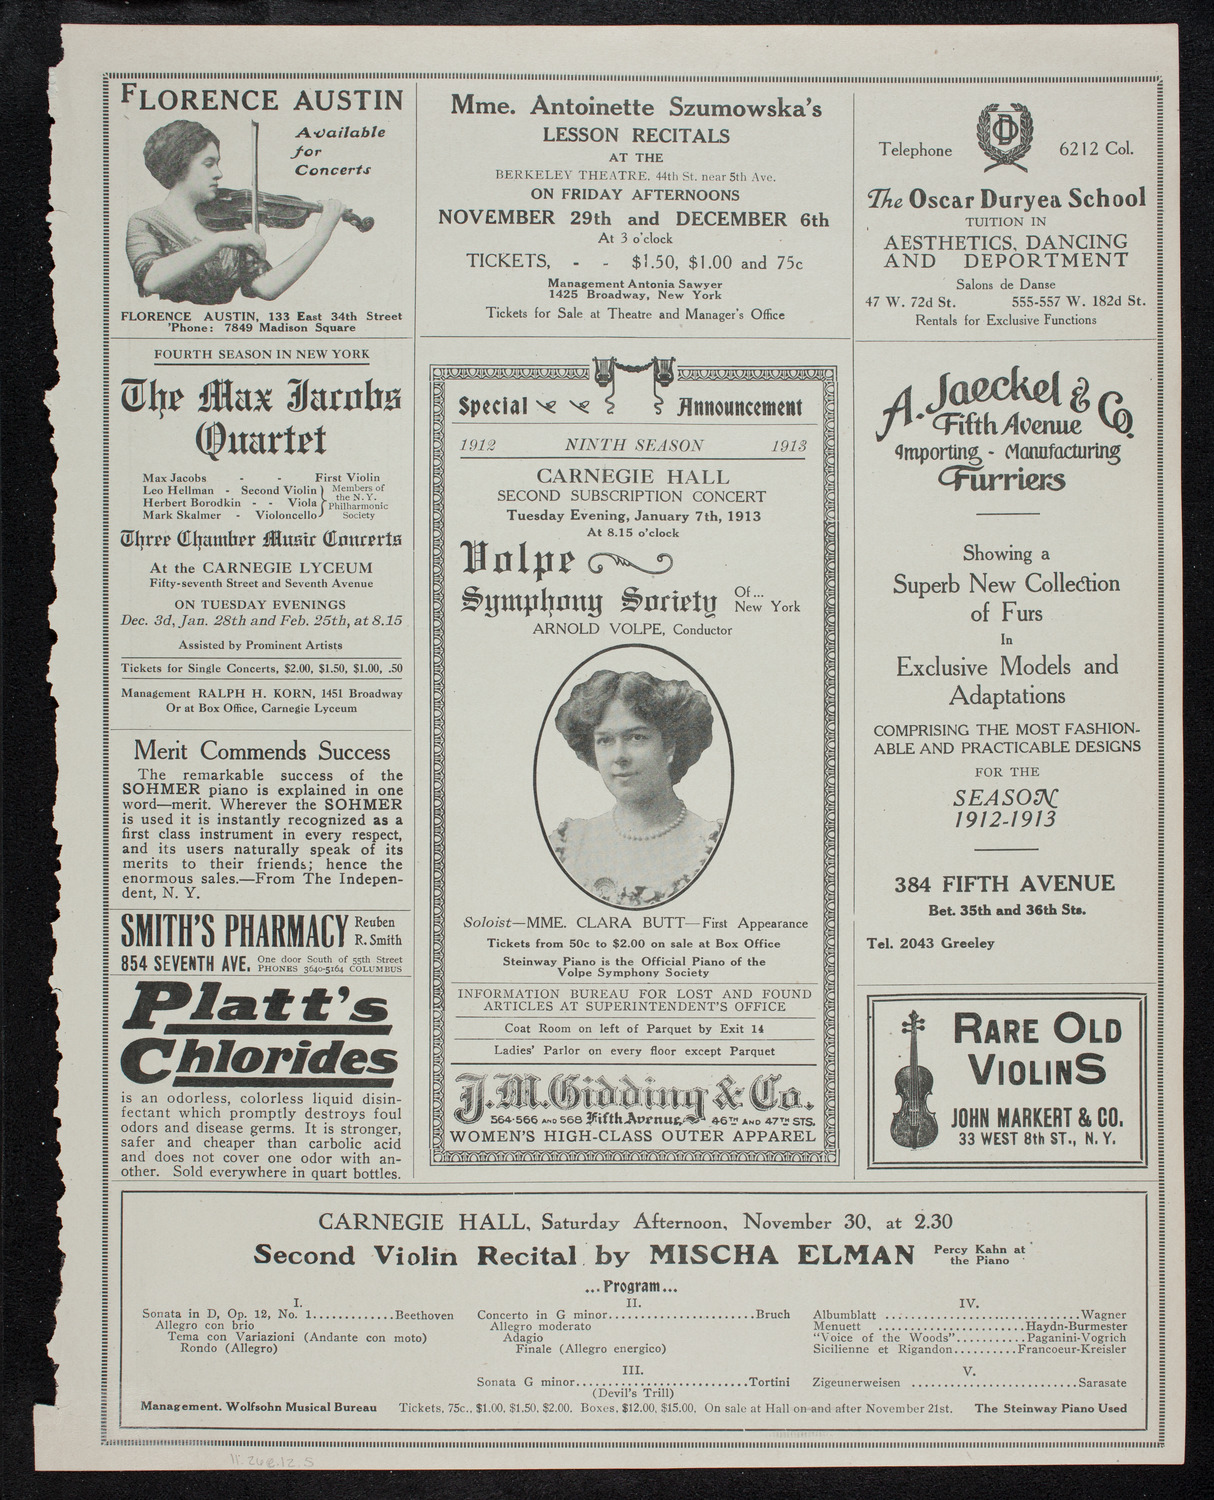 FLORENCE AUSTIN
Available
for
Concerts
FLORENCE AUSTIN, 133 East 34th Street
'Phone: 7849 Madison Square
FOURTH SEASON IN NEW YORK
The Max Jacobs
Quartet
Max Jacobs - - First Violin
Leo Hellman - Second Violin
Herbert Borodkin - - Viola
Mark Skalmer - Violoncello
Members of
the N. Y.
Philharmonic
Society
Three Chamber Music Concerts
At the CARNEGIE LYCEUM
Fifty-seventh Street and Seventh Avenue
ON TUESDAY EVENINGS
Dec. 3d, Jan. 28th and Feb. 25th, at 8.15
Assisted by Prominent Artists
Tickets for Single Concerts, $2.00, $1.50, $1.00, .50
Management RALPH H. KORN, 1451 Broadway
Or at Box Office, Carnegie Lyceum
Merit Commends Success
The remarkable success of the
SOHMER piano is explained in one
word—merit. Wherever the SOHMER
is used it is instantly recognized as a
first class instrument in every respect,
and its users naturally speak of its
merits to their friends; hence the
enormous sales.—From The Indepen-
dent, N. Y.
SMITH'S PHARMACY Reuben
R. Smith
854 SEVENTH AVE. One door South of 55th Street
PHONES 3640-5164 COLUMBUS
Platt's
Chlorides
is an odorless, colorless liquid disin-
fectant which promptly destroys foul
odors and disease germs. It is stronger,
safer and cheaper than carbolic acid
and does not cover one odor with an-
other. Sold everywhere in quart bottles.
Mme. Antoinette Szumowska's
LESSON RECITALS
AT THE
BERKELEY THEATRE, 44th St. near 5th Ave.
ON FRIDAY AFTERNOONS
NOVEMBER 29th and DECEMBER 6th
At 3 o'clock
TICKETS, - - $1.50, $1.00 and 75c
Management Antonia Sawyer
1425 Broadway, New York
Tickets for Sale at Theatre and Manager's Office
Special Announcement
1912 NINTH SEASON 1913
CARNEGIE HALL
SECOND SUBSCRIPTION CONCERT
Tuesday Evening, January 7th, 1913
At 8.15 o'clock
Volpe
Symphony Society Of...
New York
ARNOLD VOLPE, Conductor
Soloist—MME. CLARA BUTT—First Appearance
Tickets from 50c to $2.00 on sale at Box Office
Steinway Piano is the Official Piano of the
Volpe Symphony Society
INFORMATION BUREAU FOR LOST AND FOUND
ARTICLES AT SUPERINTENDENT'S OFFICE
Coat Room on left of Parquet by Exit 14
Ladies' Parlor on every floor except Parquet
J. M. Gidding & Co.
564-566 AND 568 Fifth Avenue, 46TH AND 47TH STS.
WOMEN'S HIGH-CLASS OUTER APPAREL
OD
Telephone 6212 Col.
The Oscar Duryea School
TUITION IN
AESTHETICS, DANCING
AND DEPORTMENT
Salons de Danse
47 W. 72d St. 555-557 W. 182d St.
Rentals for Exclusive Functions
A. Jaeckel & Co.
Fifth Avenue
Importing - Manufacturing
Furriers
Showing a
Superb New Collection
of Furs
In
Exclusive Models and
Adaptations
COMPRISING THE MOST FASHION-
ABLE AND PRACTICABLE DESIGNS
FOR THE
SEASON
1912-1913
384 FIFTH AVENUE
Bet. 35th and 36th Sts.
Tel. 2043 Greeley
RARE OLD
VIOLINS
JOHN MARKERT & CO.
33 WEST 8th ST., N. Y.
CARNEGIE HALL, Saturday Afternoon, November 30, at 2.30
Second Violin Recital by MISCHA ELMAN Percy Kahn at
the Piano
...Program...
I.
Sonata in D, Op. 12, No. 1............Beethoven
Allegro con brio
Tema con Variazioni (Andante con moto)
Rondo (Allegro)
II.
Concerto in G minor......................Bruch
Allegro moderato
Adagio
Finale (Allegro energico)
III.
Sonata G minor..........................Tortini
(Devil's Trill)
IV.
Albumblatt .............................Wagner
Menuett ......................Haydn-Burmester
"Voice of the Woods"...........Paganini-Vogrich
Sicilienne et Rigandon..........Francoeur-Kreisler
V.
Zigeunerweisen .........................Sarasate
Management. Wolfsohn Musical Bureau Tickets, 75c., $1.00, $1.50, $2.00. Boxes, $12.00, $15.00, On sale at Hall on and after November 21st. The Steinway Piano Used
11.26e.12.S